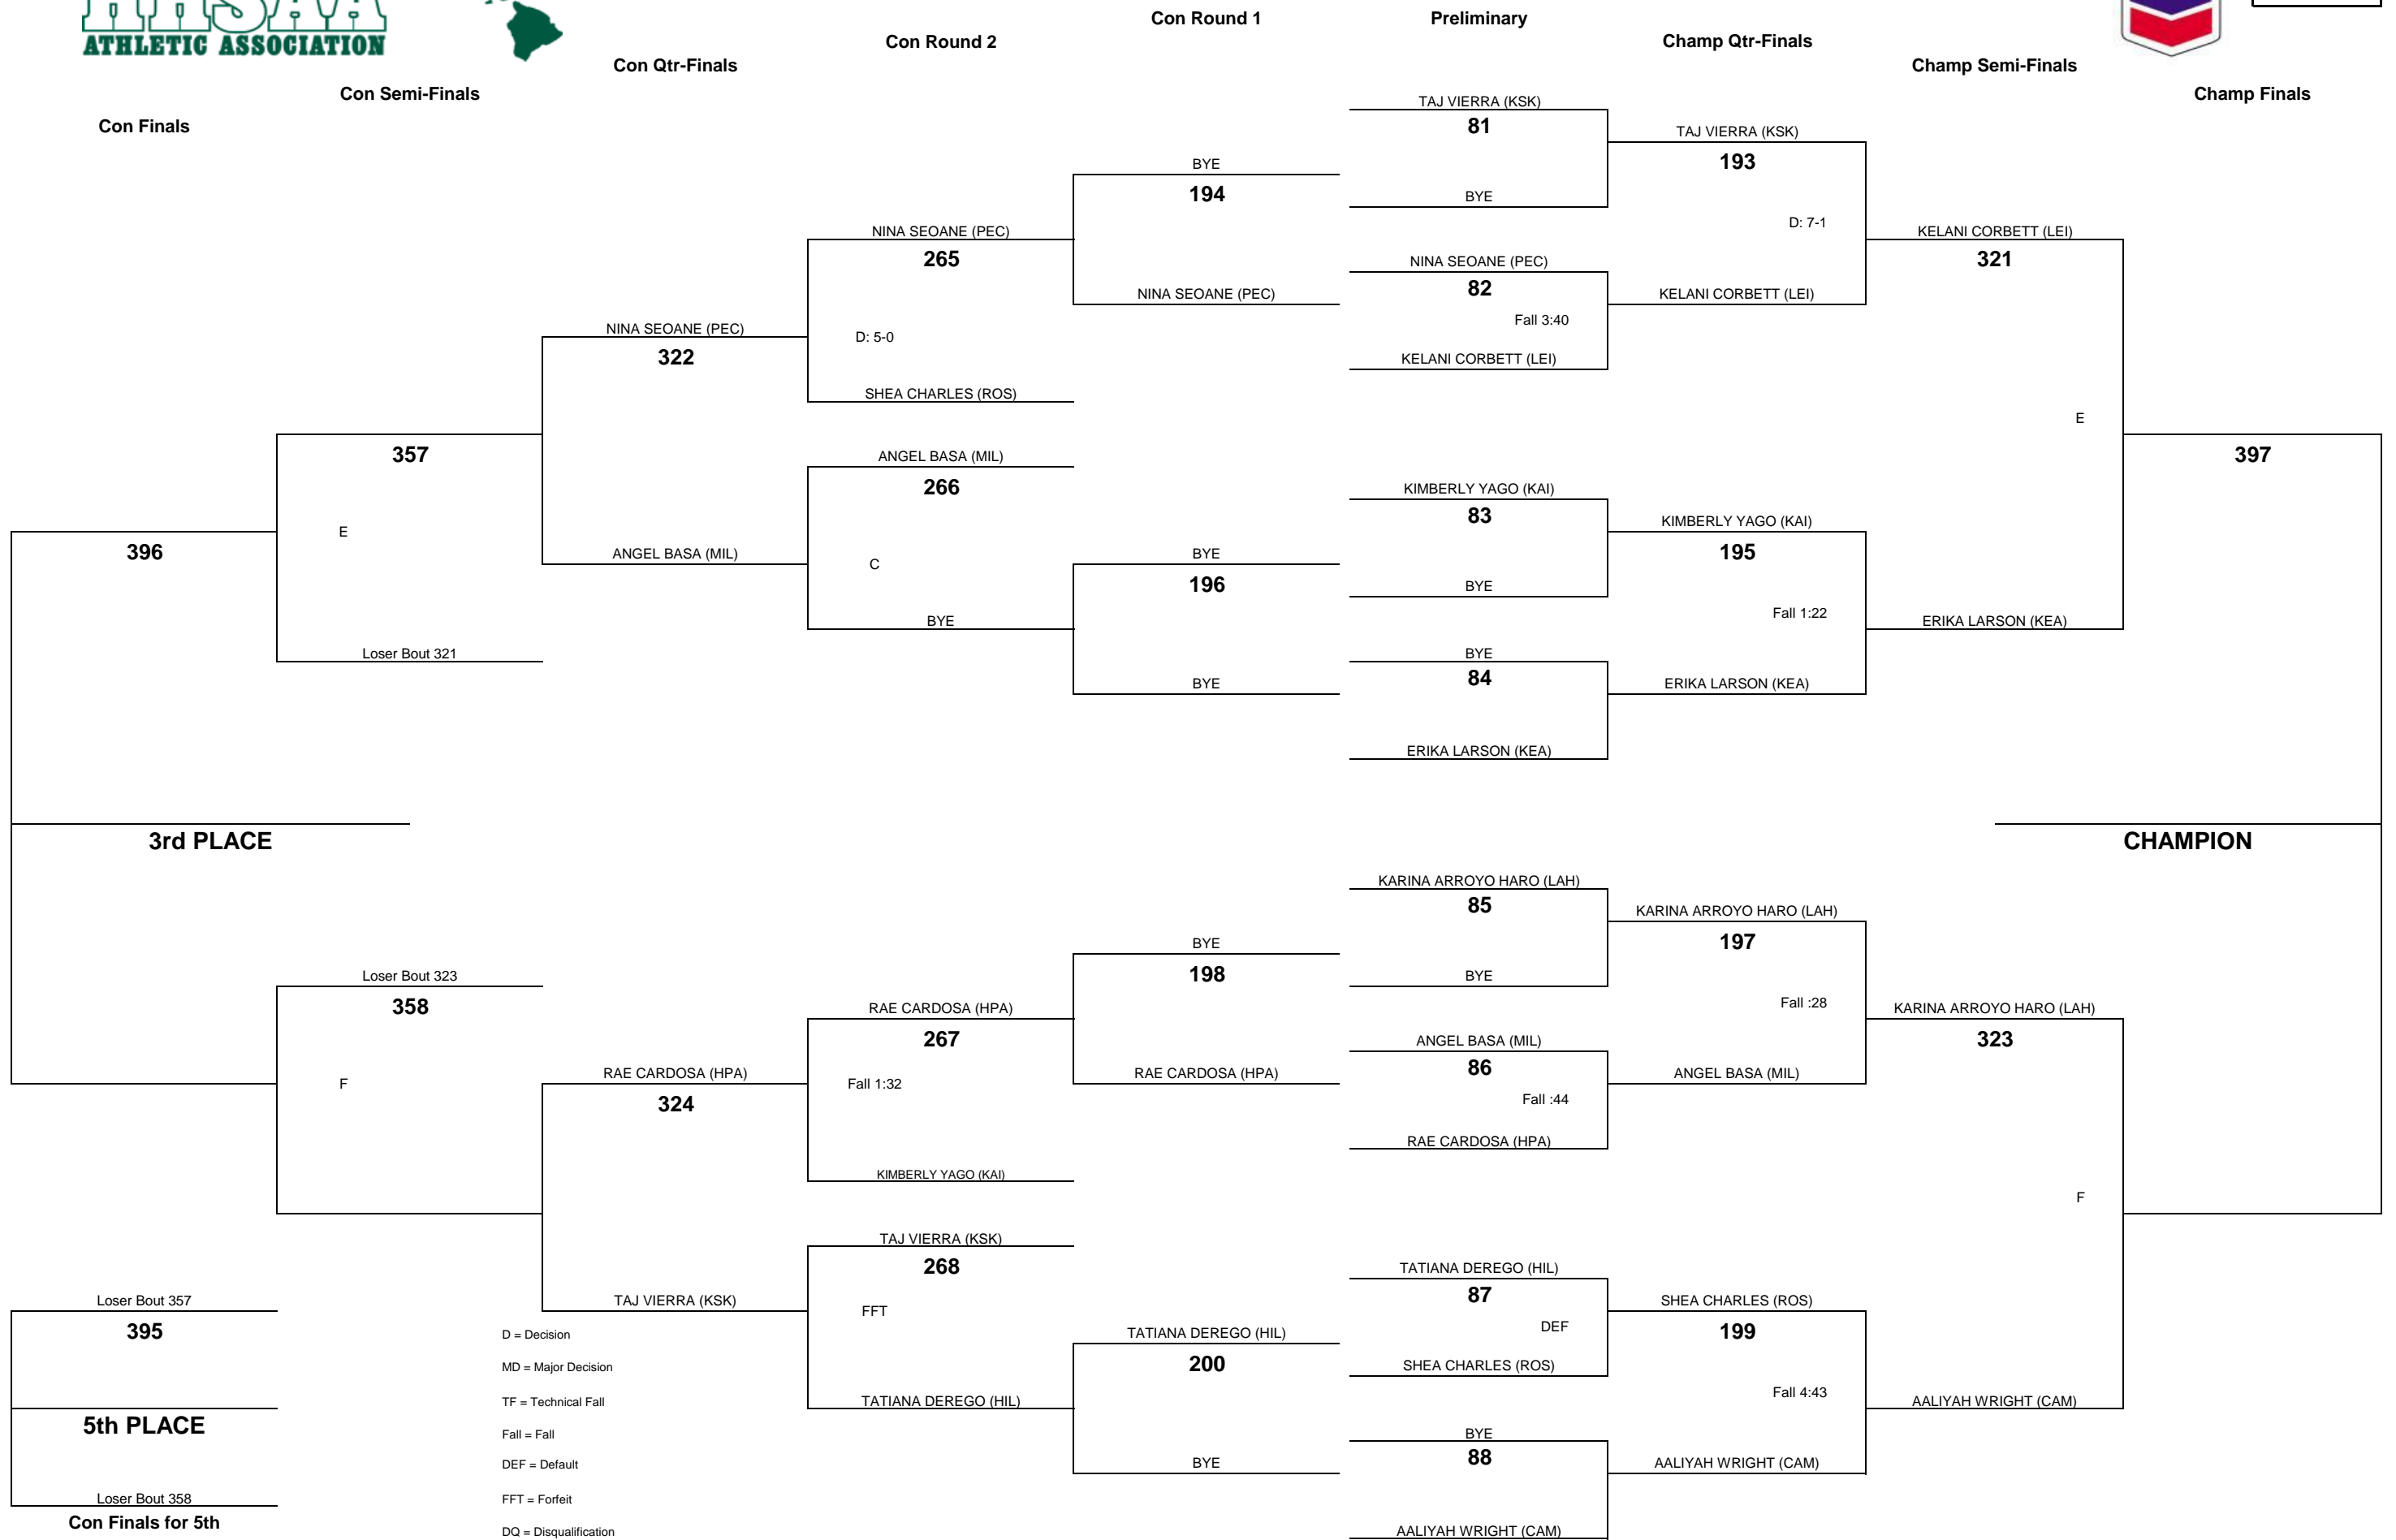 HHSAA
ATHLETIC ASSOCIATION
Con Finals
Con Semi-Finals
Con Qtr-Finals
Con Round 2
Con Round 1
Preliminary
Champ Qtr-Finals
Champ Semi-Finals
Champ Finals
TAJ VIERRA (KSK)
81
BYE
NINA SEOANE (PEC)
82
Fall 3:40
KELANI CORBETT (LEI)
KIMBERLY YAGO (KAI)
83
BYE
BYE
84
ERIKA LARSON (KEA)
KARINA ARROYO HARO (LAH)
85
BYE
ANGEL BASA (MIL)
86
Fall :44
RAE CARDOSA (HPA)
TATIANA DEREGO (HIL)
87
DEF
SHEA CHARLES (ROS)
BYE
88
AALIYAH WRIGHT (CAM)
TAJ VIERRA (KSK)
193
D: 7-1
KELANI CORBETT (LEI)
KIMBERLY YAGO (KAI)
195
Fall 1:22
ERIKA LARSON (KEA)
KARINA ARROYO HARO (LAH)
197
Fall :28
ANGEL BASA (MIL)
SHEA CHARLES (ROS)
199
Fall 4:43
AALIYAH WRIGHT (CAM)
KELANI CORBETT (LEI)
321
E
ERIKA LARSON (KEA)
KARINA ARROYO HARO (LAH)
323
F
AALIYAH WRIGHT (CAM)
397
CHAMPION
BYE
194
NINA SEOANE (PEC)
BYE
196
BYE
BYE
198
RAE CARDOSA (HPA)
TATIANA DEREGO (HIL)
200
BYE
NINA SEOANE (PEC)
265
D: 5-0
SHEA CHARLES (ROS)
ANGEL BASA (MIL)
266
C
BYE
RAE CARDOSA (HPA)
267
Fall 1:32
KIMBERLY YAGO (KAI)
TAJ VIERRA (KSK)
268
FFT
TATIANA DEREGO (HIL)
NINA SEOANE (PEC)
322
ANGEL BASA (MIL)
RAE CARDOSA (HPA)
324
TAJ VIERRA (KSK)
357
E
Loser Bout 321
Loser Bout 323
358
F
396
3rd PLACE
Loser Bout 357
395
5th PLACE
Loser Bout 358
Con Finals for 5th
D = Decision
MD = Major Decision
TF = Technical Fall
Fall = Fall
DEF = Default
FFT = Forfeit
DQ = Disqualification